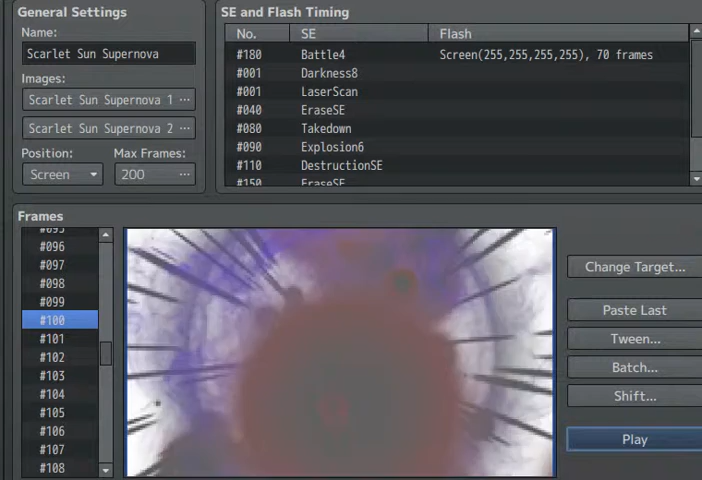 General Settings
Name:
Scarlet Sun Supernova
Images:
Scarlet Sun Supernova 1 ...
Scarlet Sun Supernova 2 ...
Position: Max Frames:
Screen 200 ...
SE and Flash Timing
No. SE Flash
#180 Battle4 Screen(255,255,255,255), 70 frames
#001 Darkness8
#001 LaserScan
#040 EraseSE
#080 Takedown
#090 Explosion6
#110 DestructionSE
#150 EraseSE
Frames
#095
#096
#097
#098
#099
#100
#101
#102
#103
#104
#105
#106
#107
#108
Change Target...
Paste Last
Tween...
Batch...
Shift...
Play